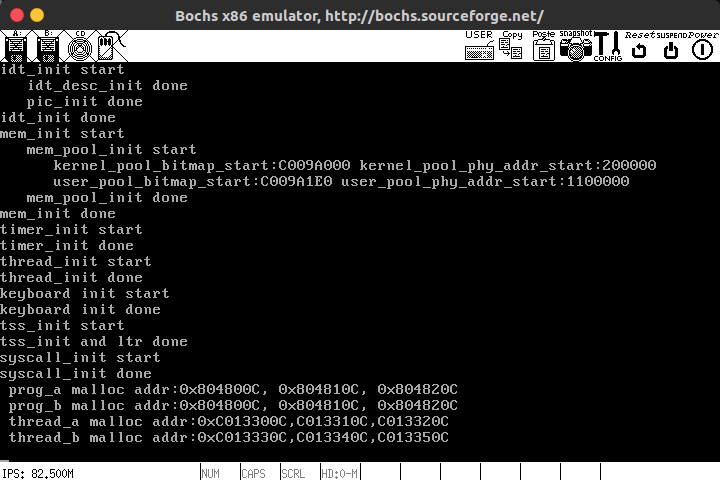 Bochs x86 emulator, http://bochs.sourceforge.net/
A: B: CD USER Copy Paste Snapshot CONFIG Reset SUSPEND Power
idt_init start
idt_desc_init done
pic_init done
idt_init done
mem_init start
mem_pool_init start
kernel_pool_bitmap_start:C009A000 kernel_pool_phy_addr_start:200000
user_pool_bitmap_start:C009A1E0 user_pool_phy_addr_start:1100000
mem_pool_init done
mem_init done
timer_init start
timer_init done
thread_init start
thread_init done
keyboard init start
keyboard init done
tss_init start
tss_init and ltr done
syscall_init start
syscall_init done
prog_a malloc addr:0x804800C, 0x804810C, 0x804820C
prog_b malloc addr:0x804800C, 0x804810C, 0x804820C
thread_a malloc addr:0xC013300C,C013310C,C013320C
thread_b malloc addr:0xC013330C,C013340C,C013350C
IPS: 82.500M NUM CAPS SCRL HD:0-M